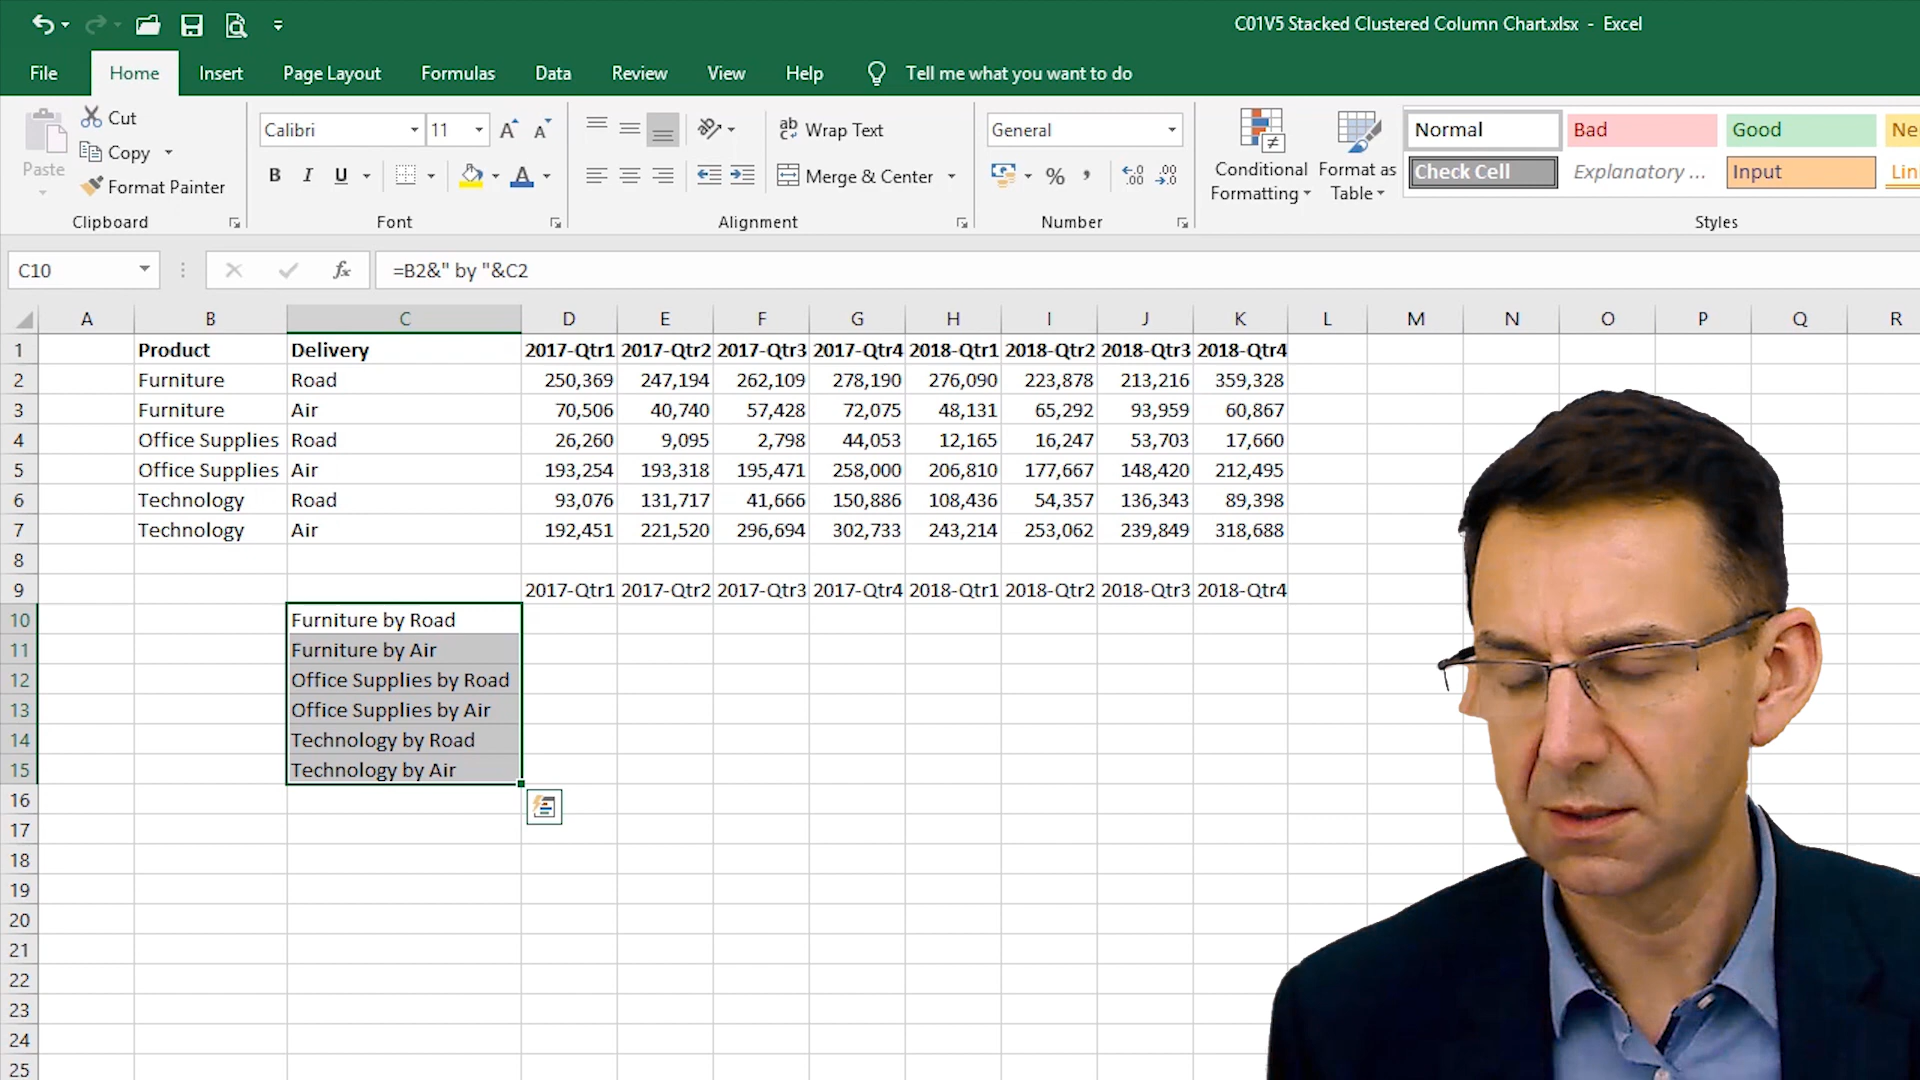 C01V5 Stacked Clustered Column Chart.xlsx - Excel
File Home Insert Page Layout Formulas Data Review View Help Tell me what you want to do
Paste Cut Copy Format Painter Clipboard
Calibri 11 A A B I U A Font
ab Wrap Text Merge & Center Alignment
General % , .00 .00 Number
Conditional Formatting Format as Table
Normal Bad Good Ne
Check Cell Explanatory ... Input Lin
Styles
C10 fx =B2&" by "&C2
A B C D E F G H I J K L M N O P Q R
1 Product Delivery 2017-Qtr1 2017-Qtr2 2017-Qtr3 2017-Qtr4 2018-Qtr1 2018-Qtr2 2018-Qtr3 2018-Qtr4
2 Furniture Road 250,369 247,194 262,109 278,190 276,090 223,878 213,216 359,328
3 Furniture Air 70,506 40,740 57,428 72,075 48,131 65,292 93,959 60,867
4 Office Supplies Road 26,260 9,095 2,798 44,053 12,165 16,247 53,703 17,660
5 Office Supplies Air 193,254 193,318 195,471 258,000 206,810 177,667 148,420 212,495
6 Technology Road 93,076 131,717 41,666 150,886 108,436 54,357 136,343 89,398
7 Technology Air 192,451 221,520 296,694 302,733 243,214 253,062 239,849 318,688
8
9 2017-Qtr1 2017-Qtr2 2017-Qtr3 2017-Qtr4 2018-Qtr1 2018-Qtr2 2018-Qtr3 2018-Qtr4
10 Furniture by Road
11 Furniture by Air
12 Office Supplies by Road
13 Office Supplies by Air
14 Technology by Road
15 Technology by Air
16
17
18
19
20
21
22
23
24
25